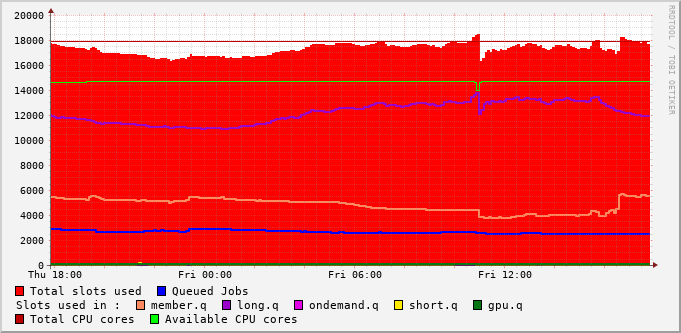 20000
18000
16000
14000
12000
10000
8000
6000
4000
2000
0
Thu 18:00 Fri 00:00 Fri 06:00 Fri 12:00
RRDTOOL / TOBI OETIKER
Total slots used Queued Jobs
Slots used in : member.q long.q ondemand.q short.q gpu.q
Total CPU cores Available CPU cores